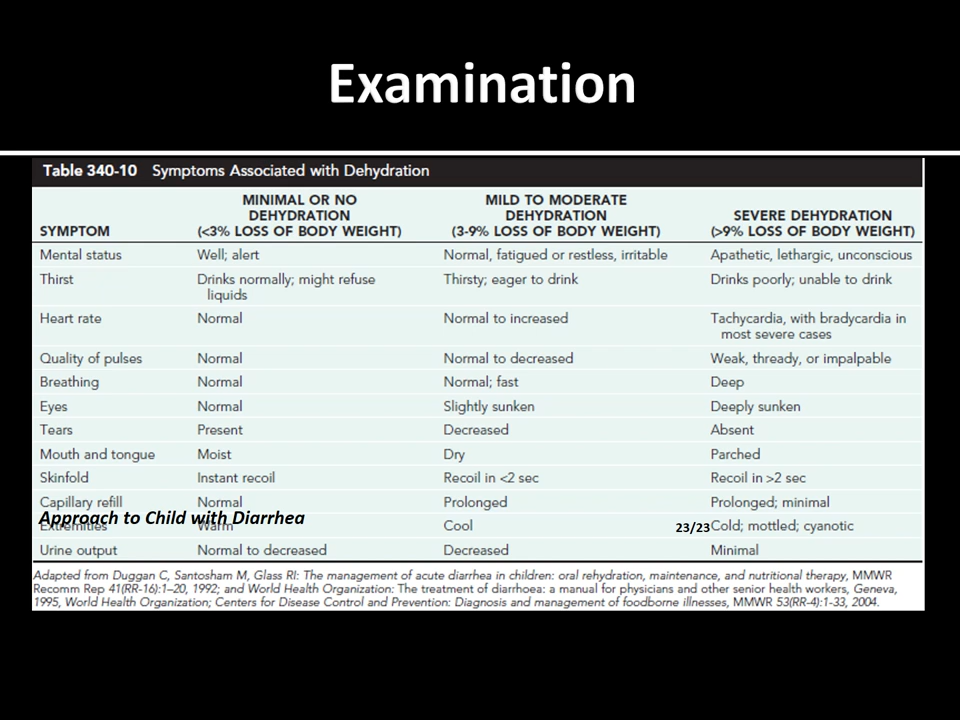 Examination
Table 340-10 Symptoms Associated with Dehydration
SYMPTOM MINIMAL OR NO DEHYDRATION (<3% LOSS OF BODY WEIGHT) MILD TO MODERATE DEHYDRATION (3-9% LOSS OF BODY WEIGHT) SEVERE DEHYDRATION (>9% LOSS OF BODY WEIGHT)
Mental status Well; alert Normal, fatigued or restless, irritable Apathetic, lethargic, unconscious
Thirst Drinks normally; might refuse liquids Thirsty; eager to drink Drinks poorly; unable to drink
Heart rate Normal Normal to increased Tachycardia, with bradycardia in most severe cases
Quality of pulses Normal Normal to decreased Weak, thready, or impalpable
Breathing Normal Normal; fast Deep
Eyes Normal Slightly sunken Deeply sunken
Tears Present Decreased Absent
Mouth and tongue Moist Dry Parched
Skinfold Instant recoil Recoil in <2 sec Recoil in >2 sec
Capillary refill Normal Prolonged Prolonged; minimal
Approach to Child with Diarrhea
Extremities Warm Cool Cold; mottled; cyanotic
23/23
Urine output Normal to decreased Decreased Minimal
Adapted from Duggan C, Santosham M, Glass RI: The management of acute diarrhea in children: oral rehydration, maintenance, and nutritional therapy, MMWR
Recomm Rep 41(RR-16):1–20, 1992; and World Health Organization: The treatment of diarrhoea: a manual for physicians and other senior health workers, Geneva,
1995, World Health Organization; Centers for Disease Control and Prevention: Diagnosis and management of foodborne illnesses, MMWR 53(RR-4):1-33, 2004.